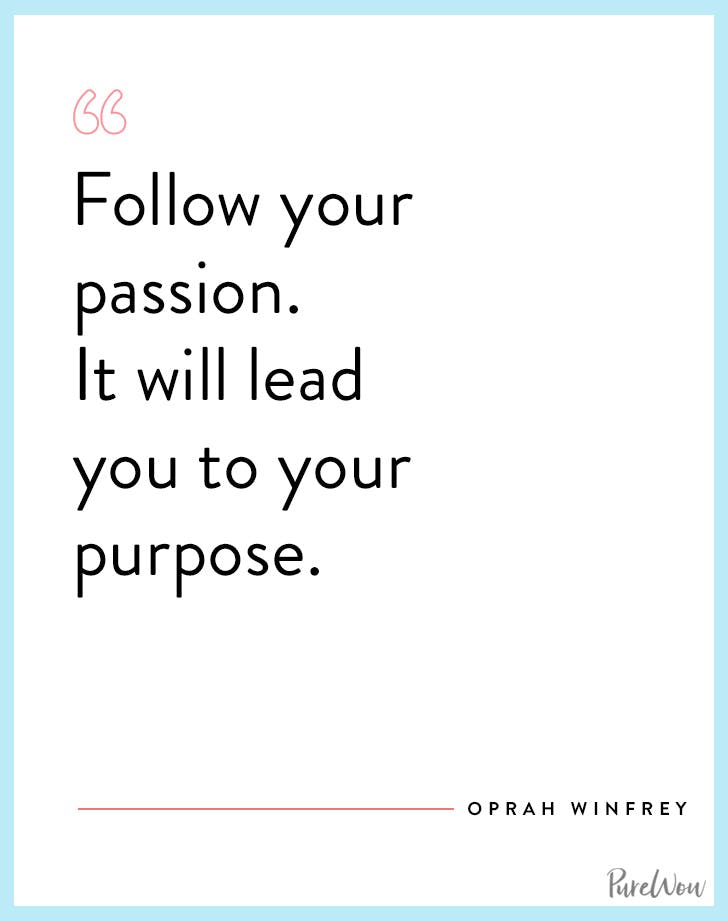 “
Follow your
passion.
It will lead
you to your
purpose.
OPRAH WINFREY
PureWow